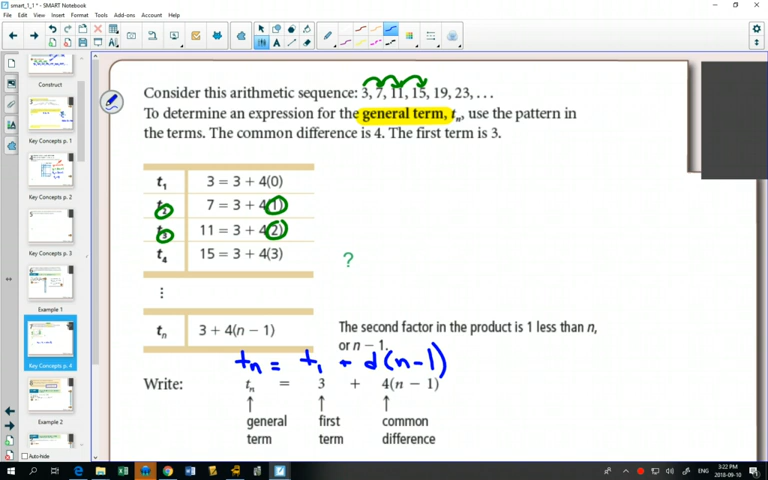 smart_1_1 * - SMART Notebook
File Edit View Insert Format Tools Add-ons Account Help
Construct
Key Concepts p. 1
Key Concepts p. 2
Key Concepts p. 3
Example 1
Key Concepts p. 4
Example 2
Auto-hide
Consider this arithmetic sequence: 3, 7, 11, 15, 19, 23, . . .
To determine an expression for the general term, tₙ, use the pattern in
the terms. The common difference is 4. The first term is 3.
t₁ 3 = 3 + 4(0)
t₂ 7 = 3 + 4(1)
t₃ 11 = 3 + 4(2)
t₄ 15 = 3 + 4(3)
?
⋮
tₙ 3 + 4(n − 1)
The second factor in the product is 1 less than n,
or n − 1.
tn = t₁ + d(n-1)
Write: tₙ = 3 + 4(n − 1)
↑ ↑ ↑
general first common
term term difference
ENG
3:22 PM
2018-09-10